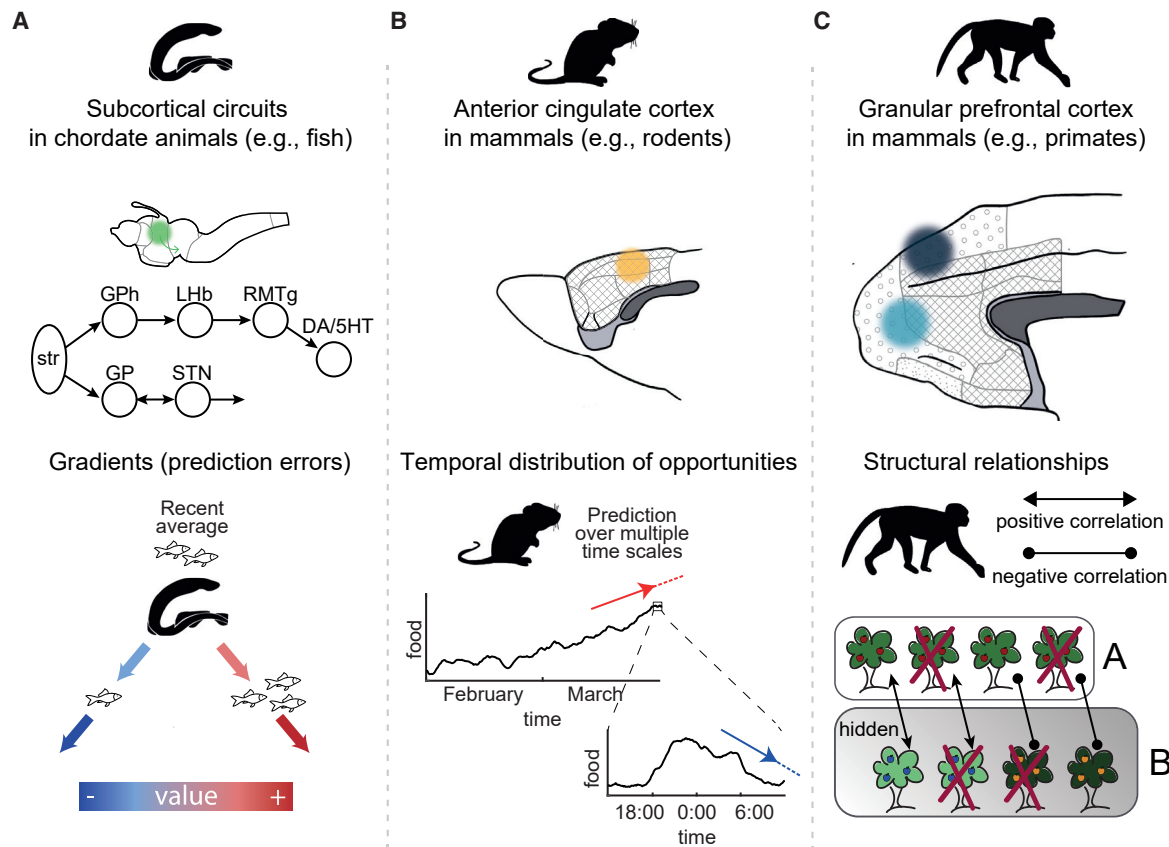 A
Subcortical circuits
in chordate animals (e.g., fish)
GPh
LHb
RMTg
DA/5HT
str
GP
STN
Gradients (prediction errors)
Recent
average
- value +
B
Anterior cingulate cortex
in mammals (e.g., rodents)
Temporal distribution of opportunities
Prediction
over multiple
time scales
food
February
March
time
food
18:00
0:00
6:00
time
C
Granular prefrontal cortex
in mammals (e.g., primates)
Structural relationships
positive correlation
negative correlation
A
hidden
B